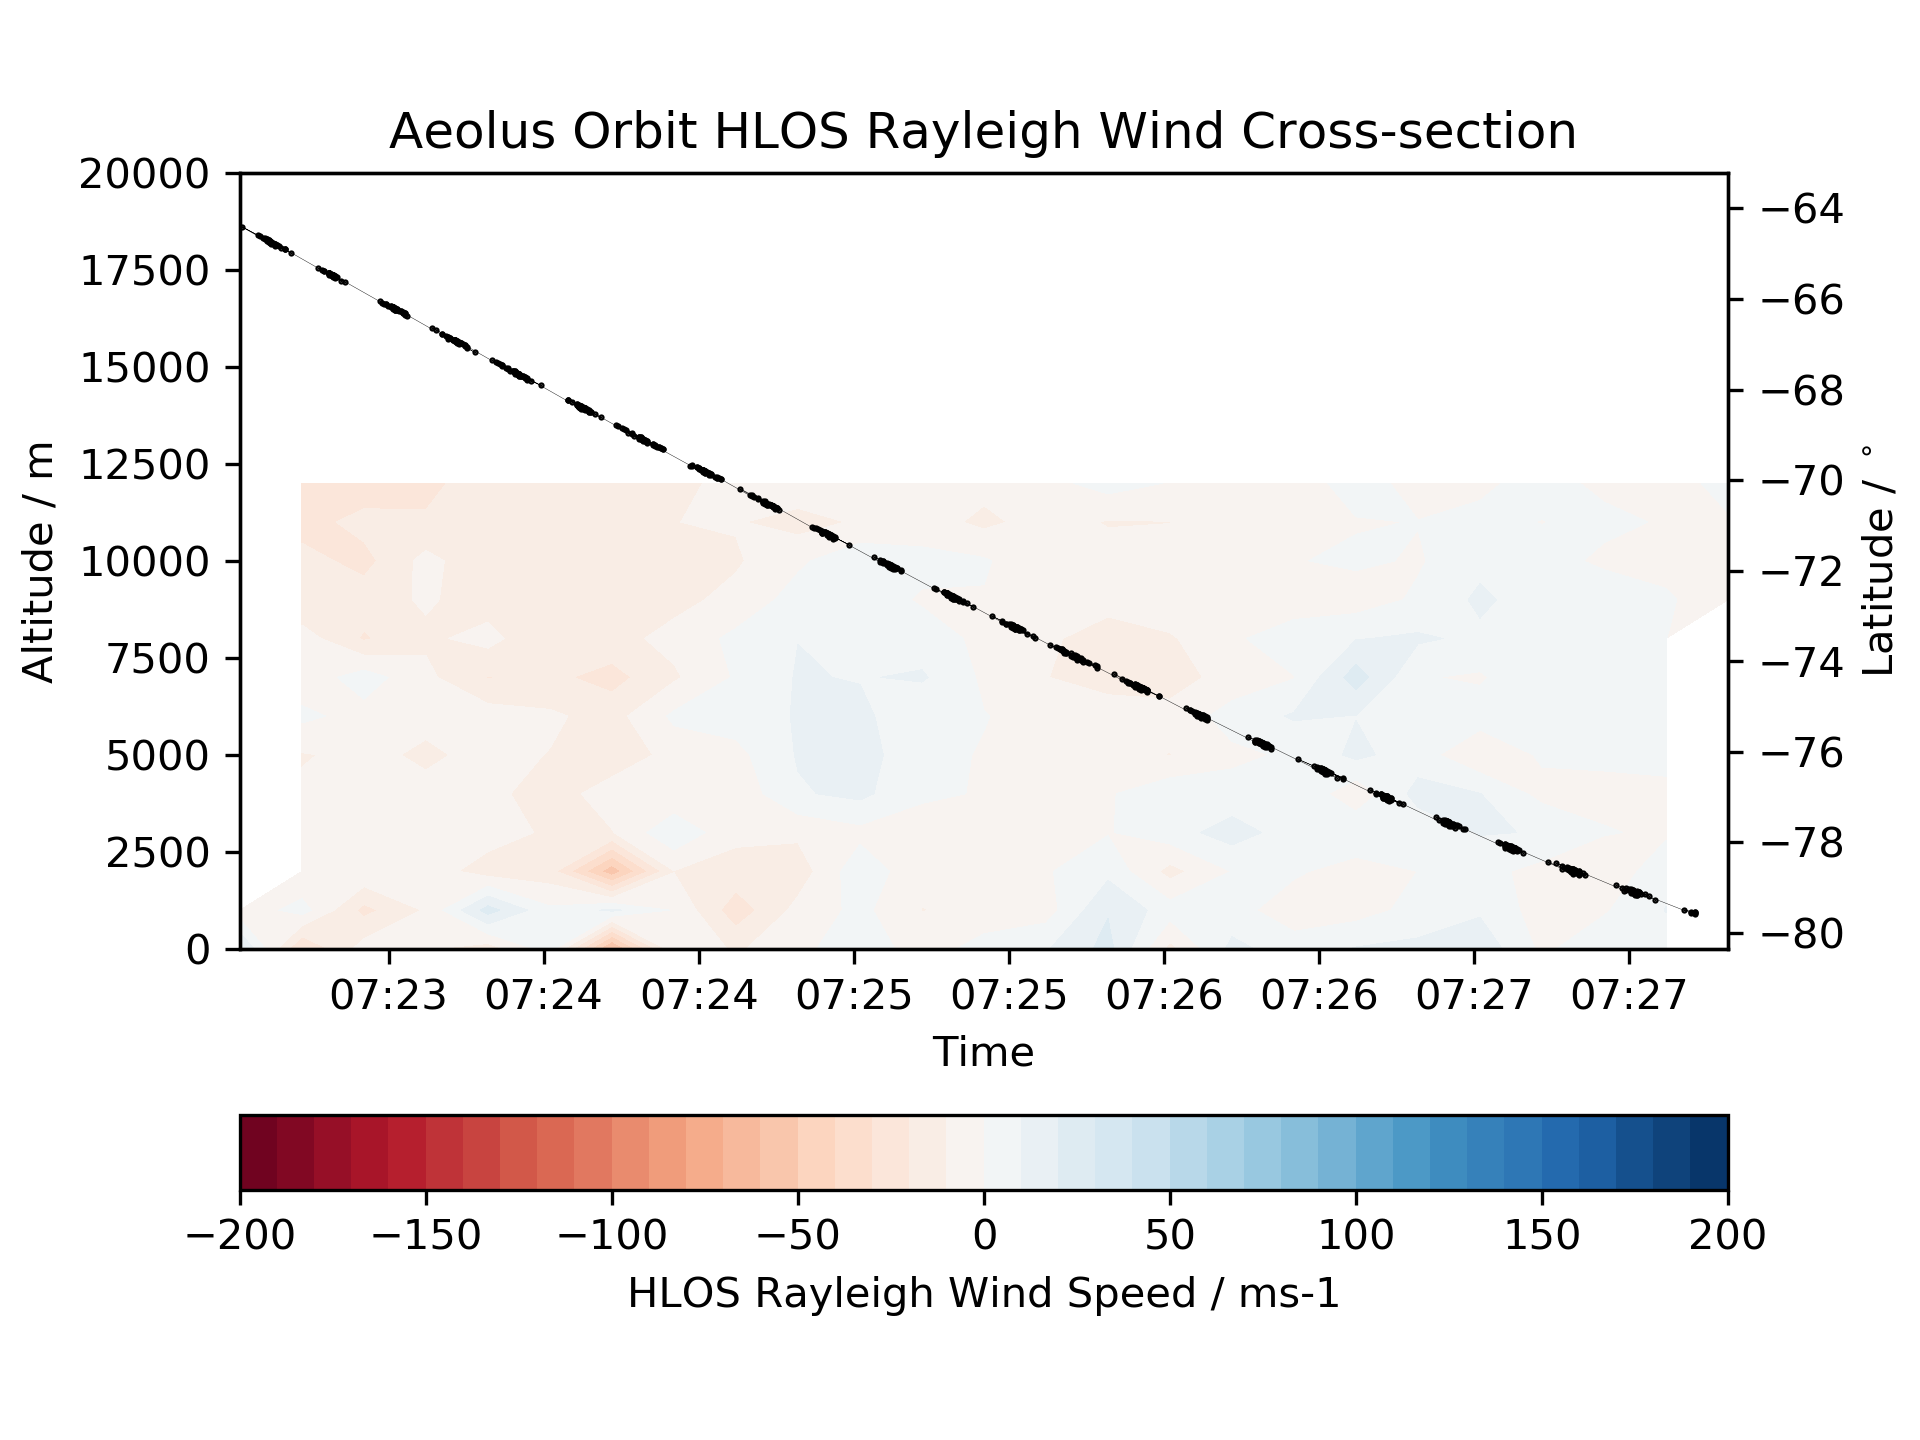 Aeolus Orbit HLOS Rayleigh Wind Cross-section
20000
17500
15000
12500
10000
7500
5000
2500
0
Altitude / m
−64
−66
−68
−70
−72
−74
−76
−78
−80
Latitude / °
07:23 07:24 07:24 07:25 07:25 07:26 07:26 07:27 07:27
Time
−200 −150 −100 −50 0 50 100 150 200
HLOS Rayleigh Wind Speed / ms-1